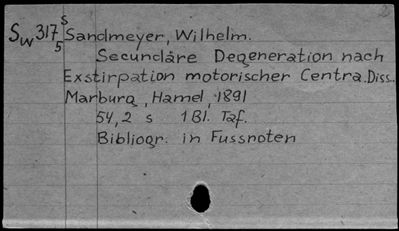 2
Sw 317 s 5 Sandmeyer, Wilhelm.
Secundäre Degeneration nach
Exstirpation motorischer Centra. Diss.
Marburg, Hamel, 1891
54, 2 s 1 Bl. Taf.
Bibliogr. in Fussnoten